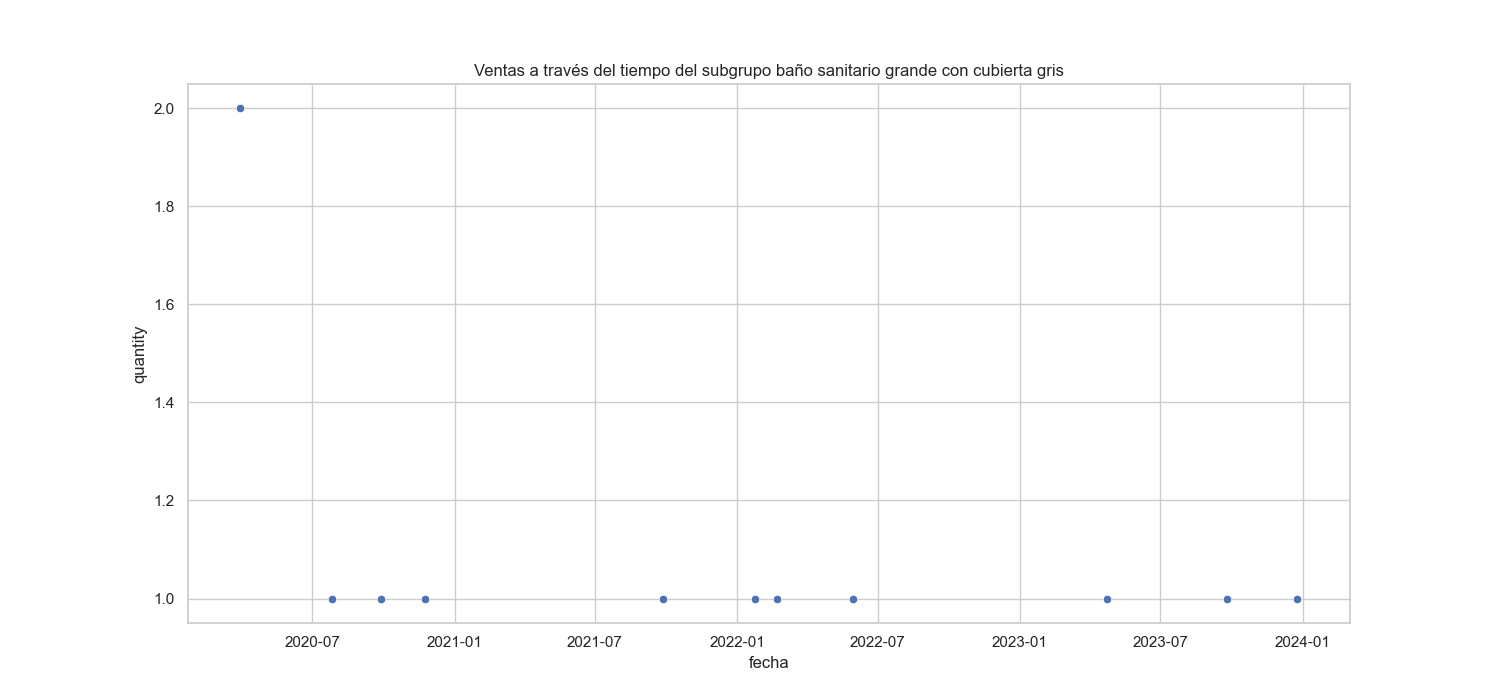 Ventas a través del tiempo del subgrupo baño sanitario grande con cubierta gris
2.0
1.8
1.6
1.4
1.2
1.0
quantity
2020-07 2021-01 2021-07 2022-01 2022-07 2023-01 2023-07 2024-01
fecha